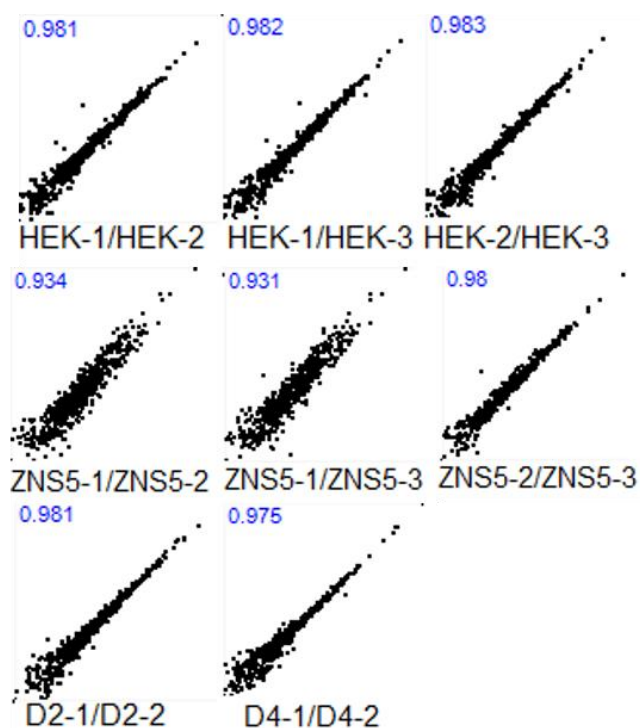 0.981 0.982 0.983
HEK-1/HEK-2 HEK-1/HEK-3 HEK-2/HEK-3
0.934 0.931 0.98
ZNS5-1/ZNS5-2 ZNS5-1/ZNS5-3 ZNS5-2/ZNS5-3
0.981 0.975
D2-1/D2-2 D4-1/D4-2